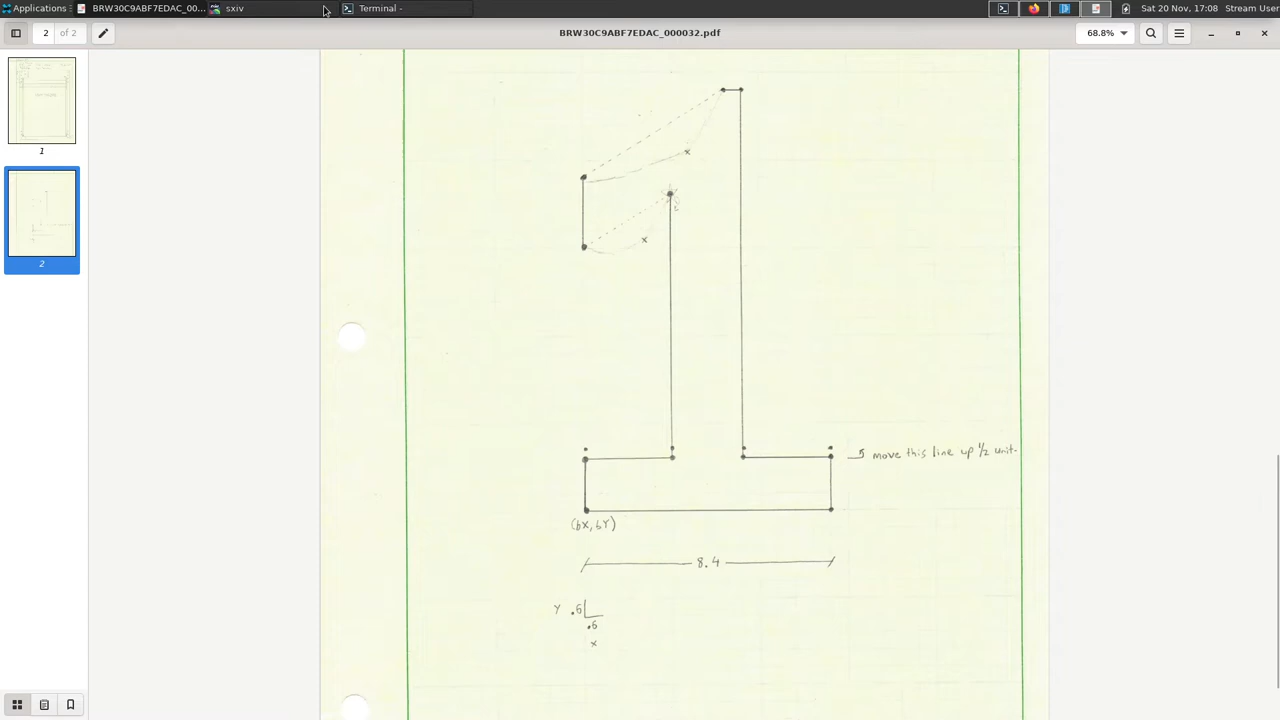 Applications
BRW30C9ABF7EDAC_00...
sxiv
Terminal -
Sat 20 Nov, 17:08
Stream User
2
of 2
BRW30C9ABF7EDAC_000032.pdf
68.8%
1
2
move this line up 1/2 unit.
(bX, bY)
8.4
Y .6
.6
x